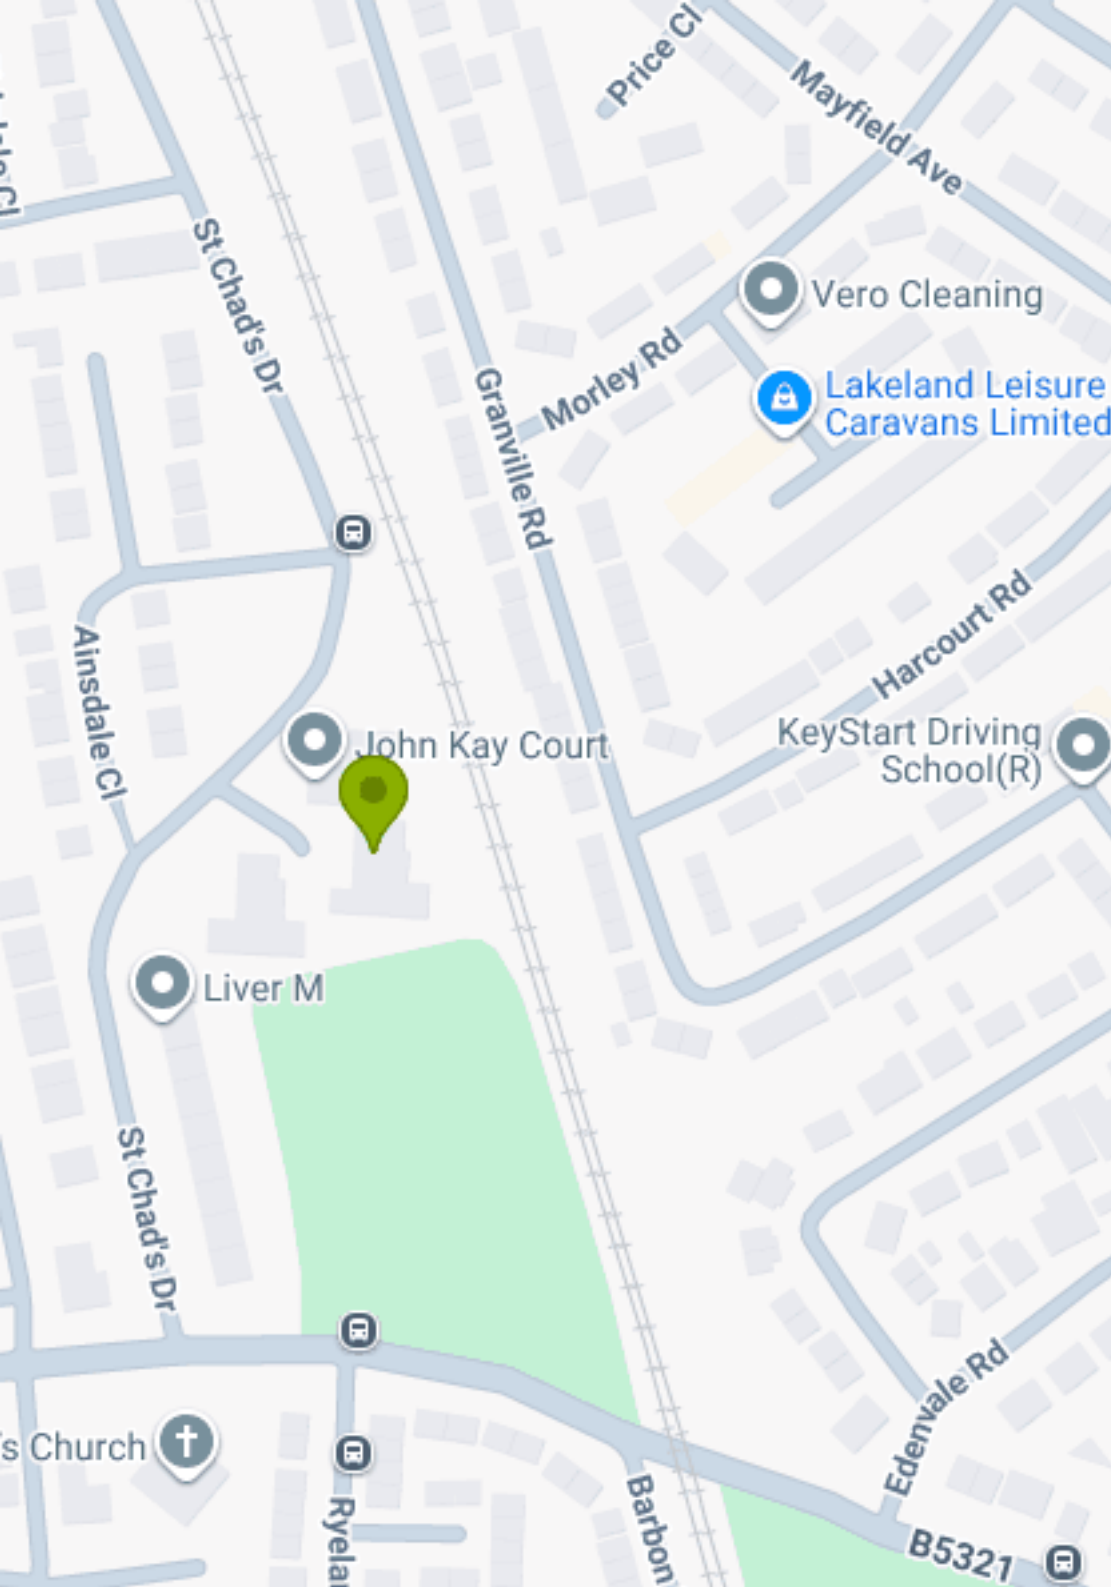 Price Cl
Mayfield Ave
St Chad's Dr
Vero Cleaning
Morley Rd
Granville Rd
Lakeland Leisure
Caravans Limited
Harcourt Rd
Ainsdale Cl
John Kay Court
KeyStart Driving
School(R)
Liver M
St Chad's Dr
Edenvale Rd
's Church
Barbon
B5321